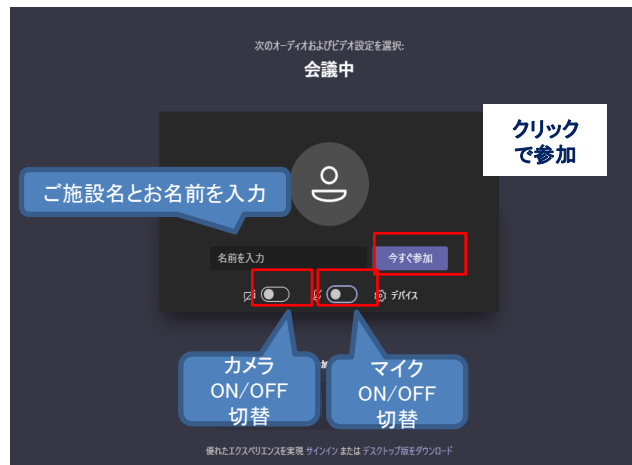 次のオーディオおよびビデオ設定を選択:
会議中
クリック
で参加
ご施設名とお名前を入力
名前を入力
今すぐ参加
デバイス
カメラ
ON/OFF
切替
マイク
ON/OFF
切替
優れたエクスペリエンスを実現 サインイン または デスクトップ版をダウンロード